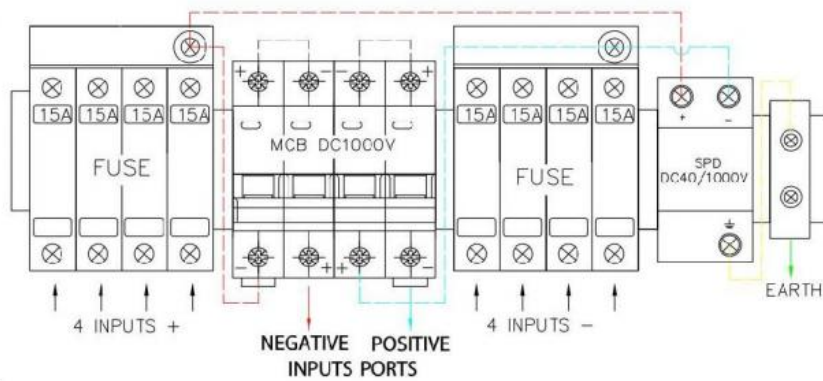 15A 15A 15A 15A
FUSE
4 INPUTS +
+ - - +
MCB DC1000V
- + + -
NEGATIVE POSITIVE
INPUTS PORTS
15A 15A 15A 15A
FUSE
4 INPUTS -
+ -
SPD
DC40/1000V
EARTH